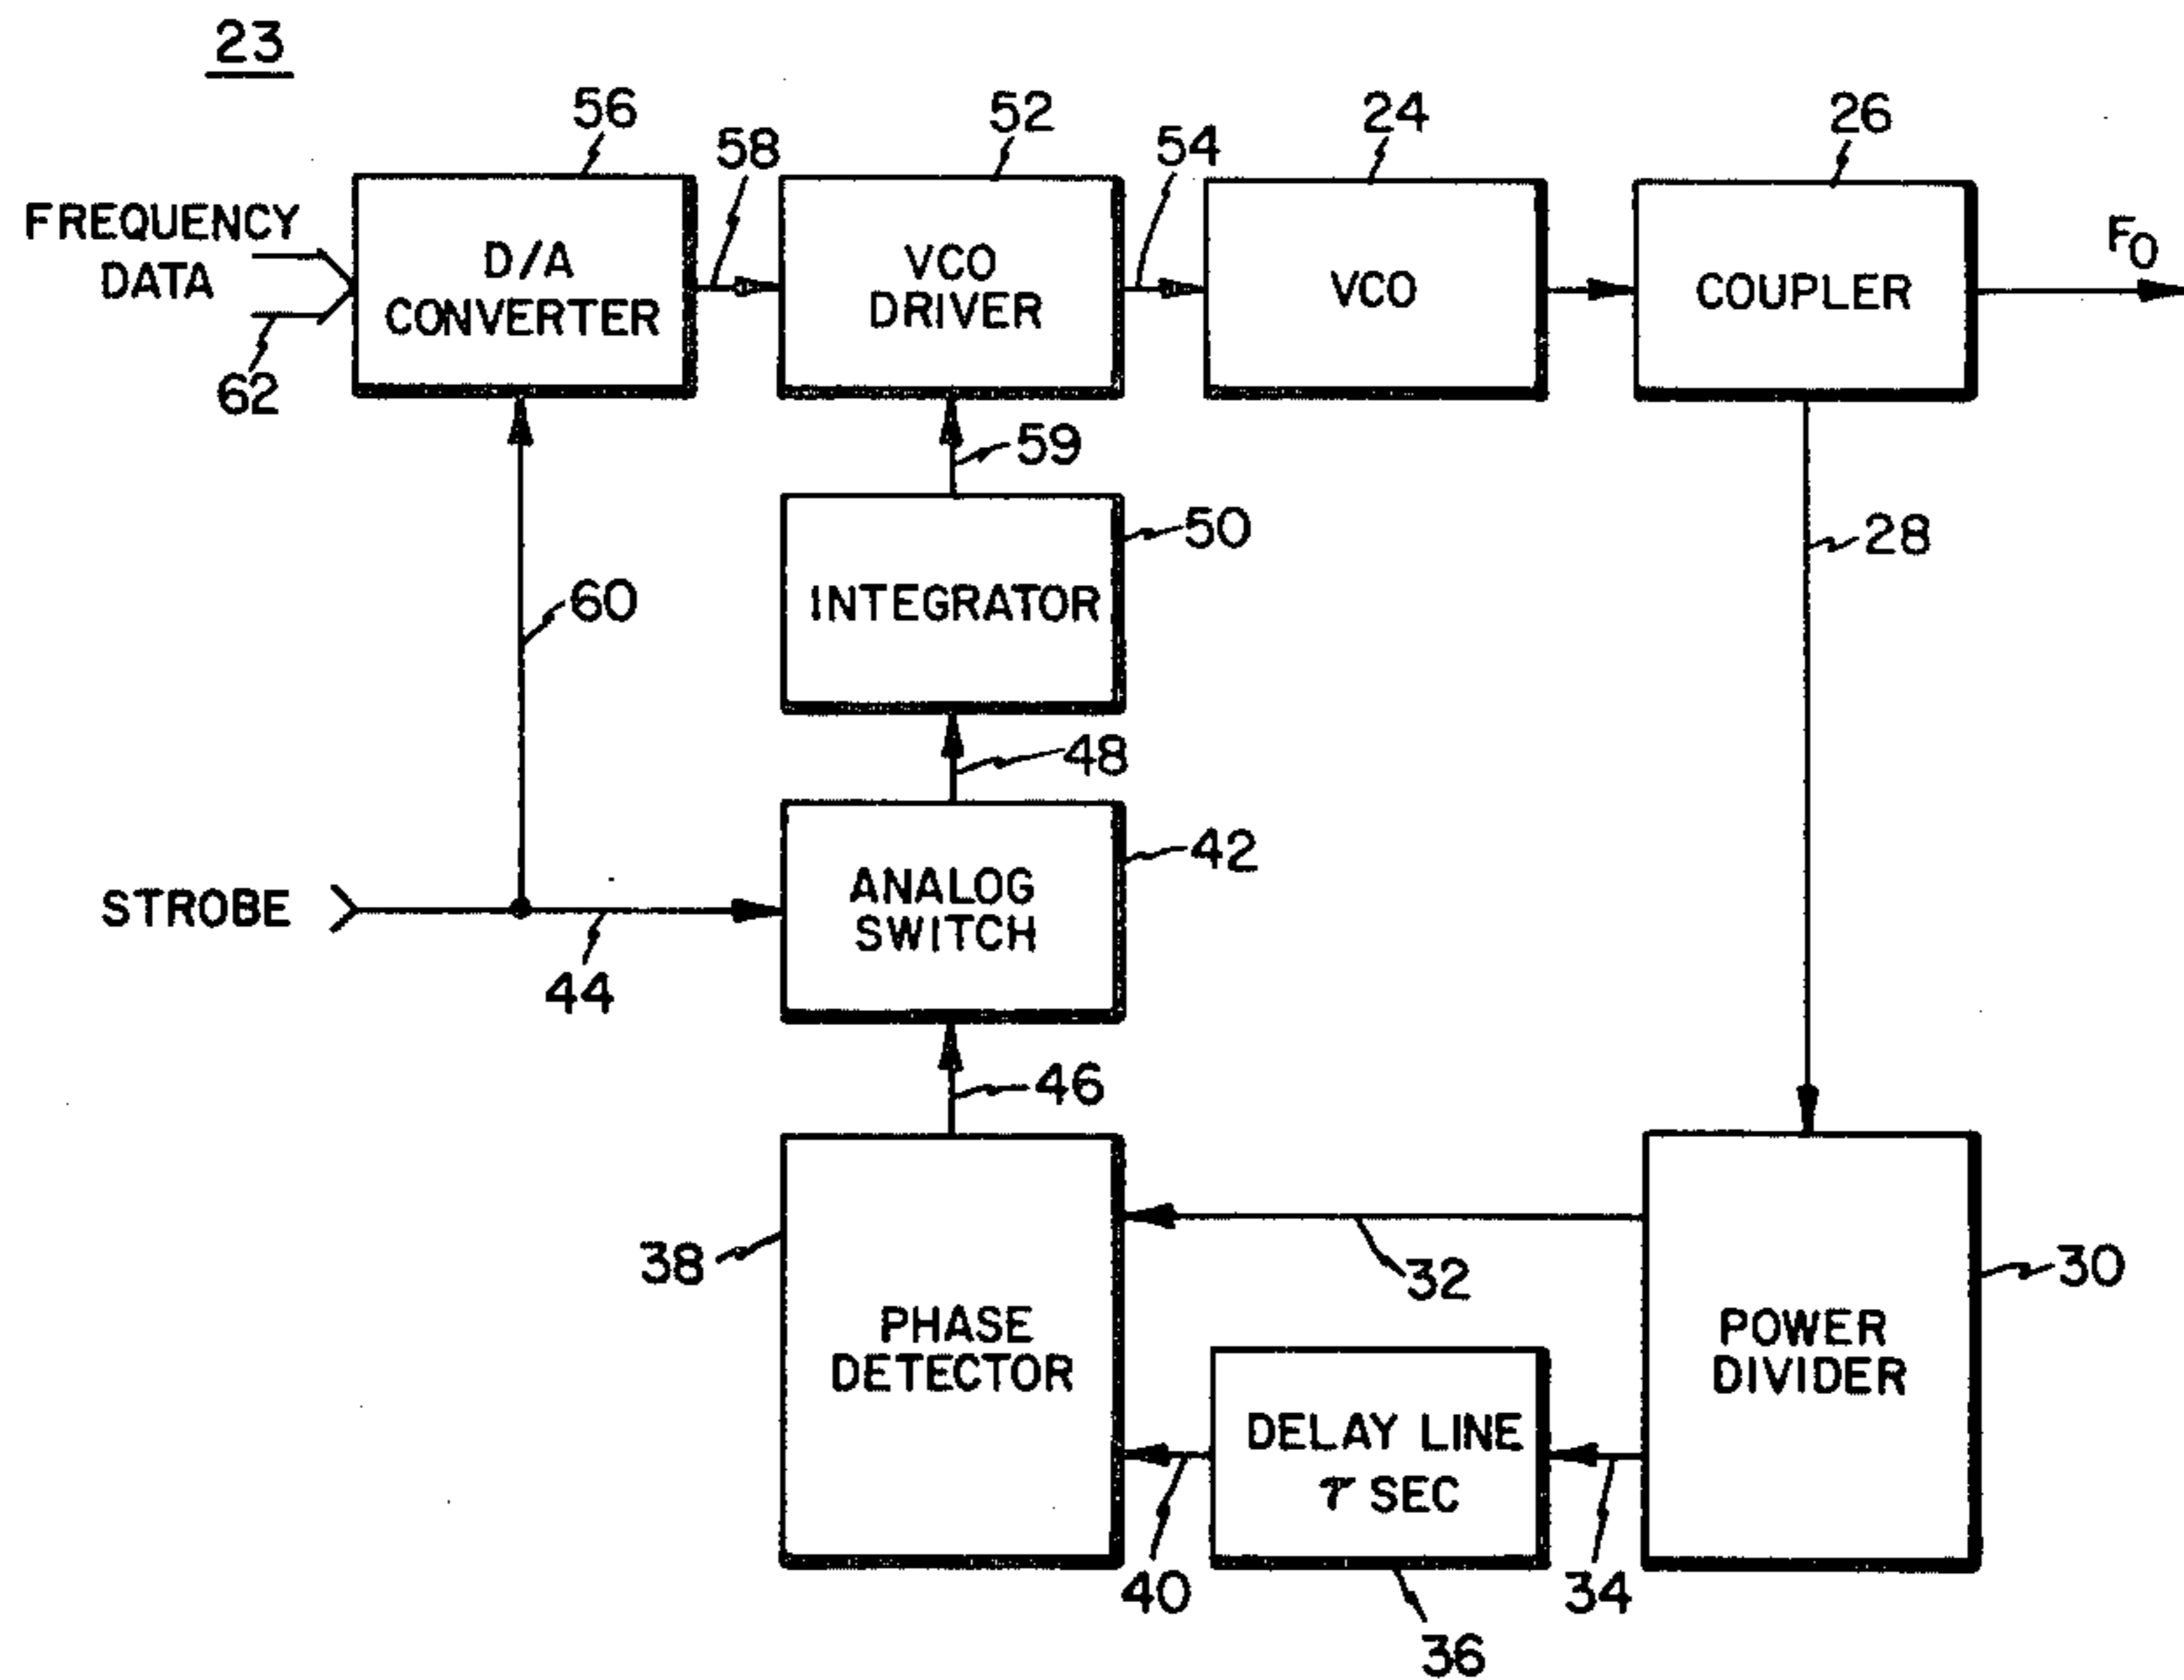 23
56
58
52
54
24
26
FREQUENCY
DATA
62
D/A
CONVERTER
VCO
DRIVER
VCO
COUPLER
FO
59
50
28
INTEGRATOR
60
48
42
STROBE
44
ANALOG
SWITCH
46
38
32
30
PHASE
DETECTOR
POWER
DIVIDER
DELAY LINE
τ SEC
40
34
36